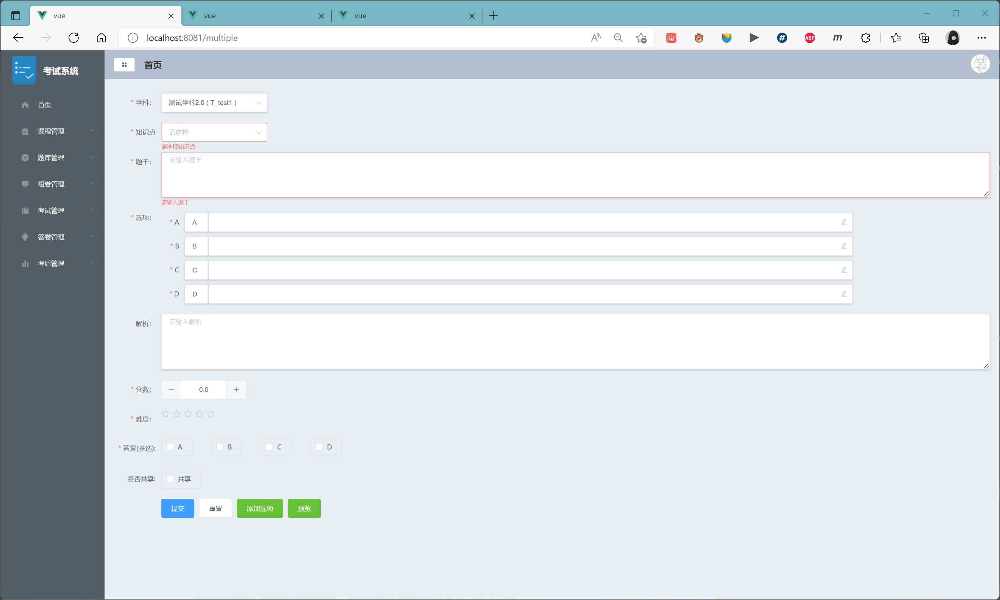 vue
vue
vue
localhost:8081/multiple
惠
#
ABP
m
考试系统
首页
首页
课程管理
题库管理
组卷管理
考试管理
答卷管理
考后管理
* 学科: 测试学科2.0 ( T_test1 )
* 知识点 请选择
请选择知识点
* 题干: 请输入题干
请输入题干
* 选项: * A A
* B B
* C C
* D D
解析: 请输入解析
* 分数: 0.0
* 难度:
* 答案(多选): A B C D
是否共享: 共享
提交 重置 添加选项 预览